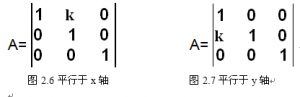 1 k 0
A= 0 1 0
0 0 1
图 2.6 平行于 x 轴
1 0 0
A= k 1 0
0 0 1
图 2.7 平行于 y 轴